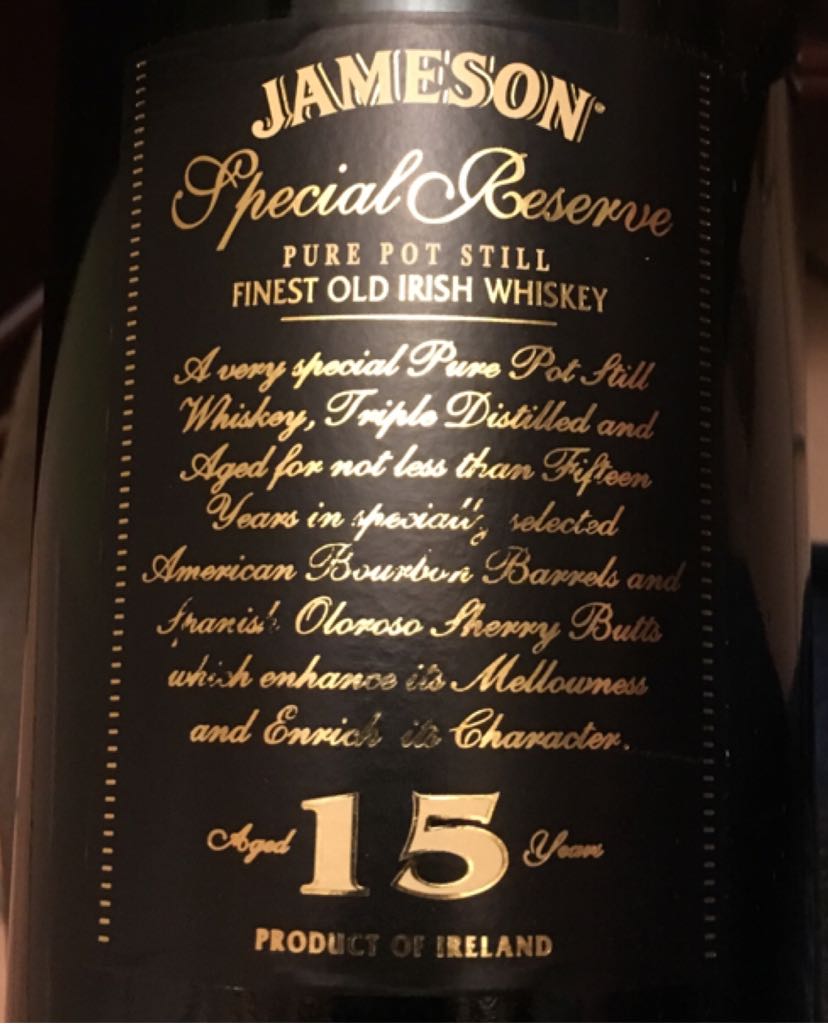 JAMESON
Special Reserve
PURE POT STILL
FINEST OLD IRISH WHISKEY
A very special Pure Pot Still
Whiskey, Triple Distilled and
Aged for not less than Fifteen
Years in specially selected
American Bourbon Barrels and
Spanish Oloroso Sherry Butts
which enhance its Mellowness
and Enrich its Character.
Aged 15 Years
PRODUCT OF IRELAND